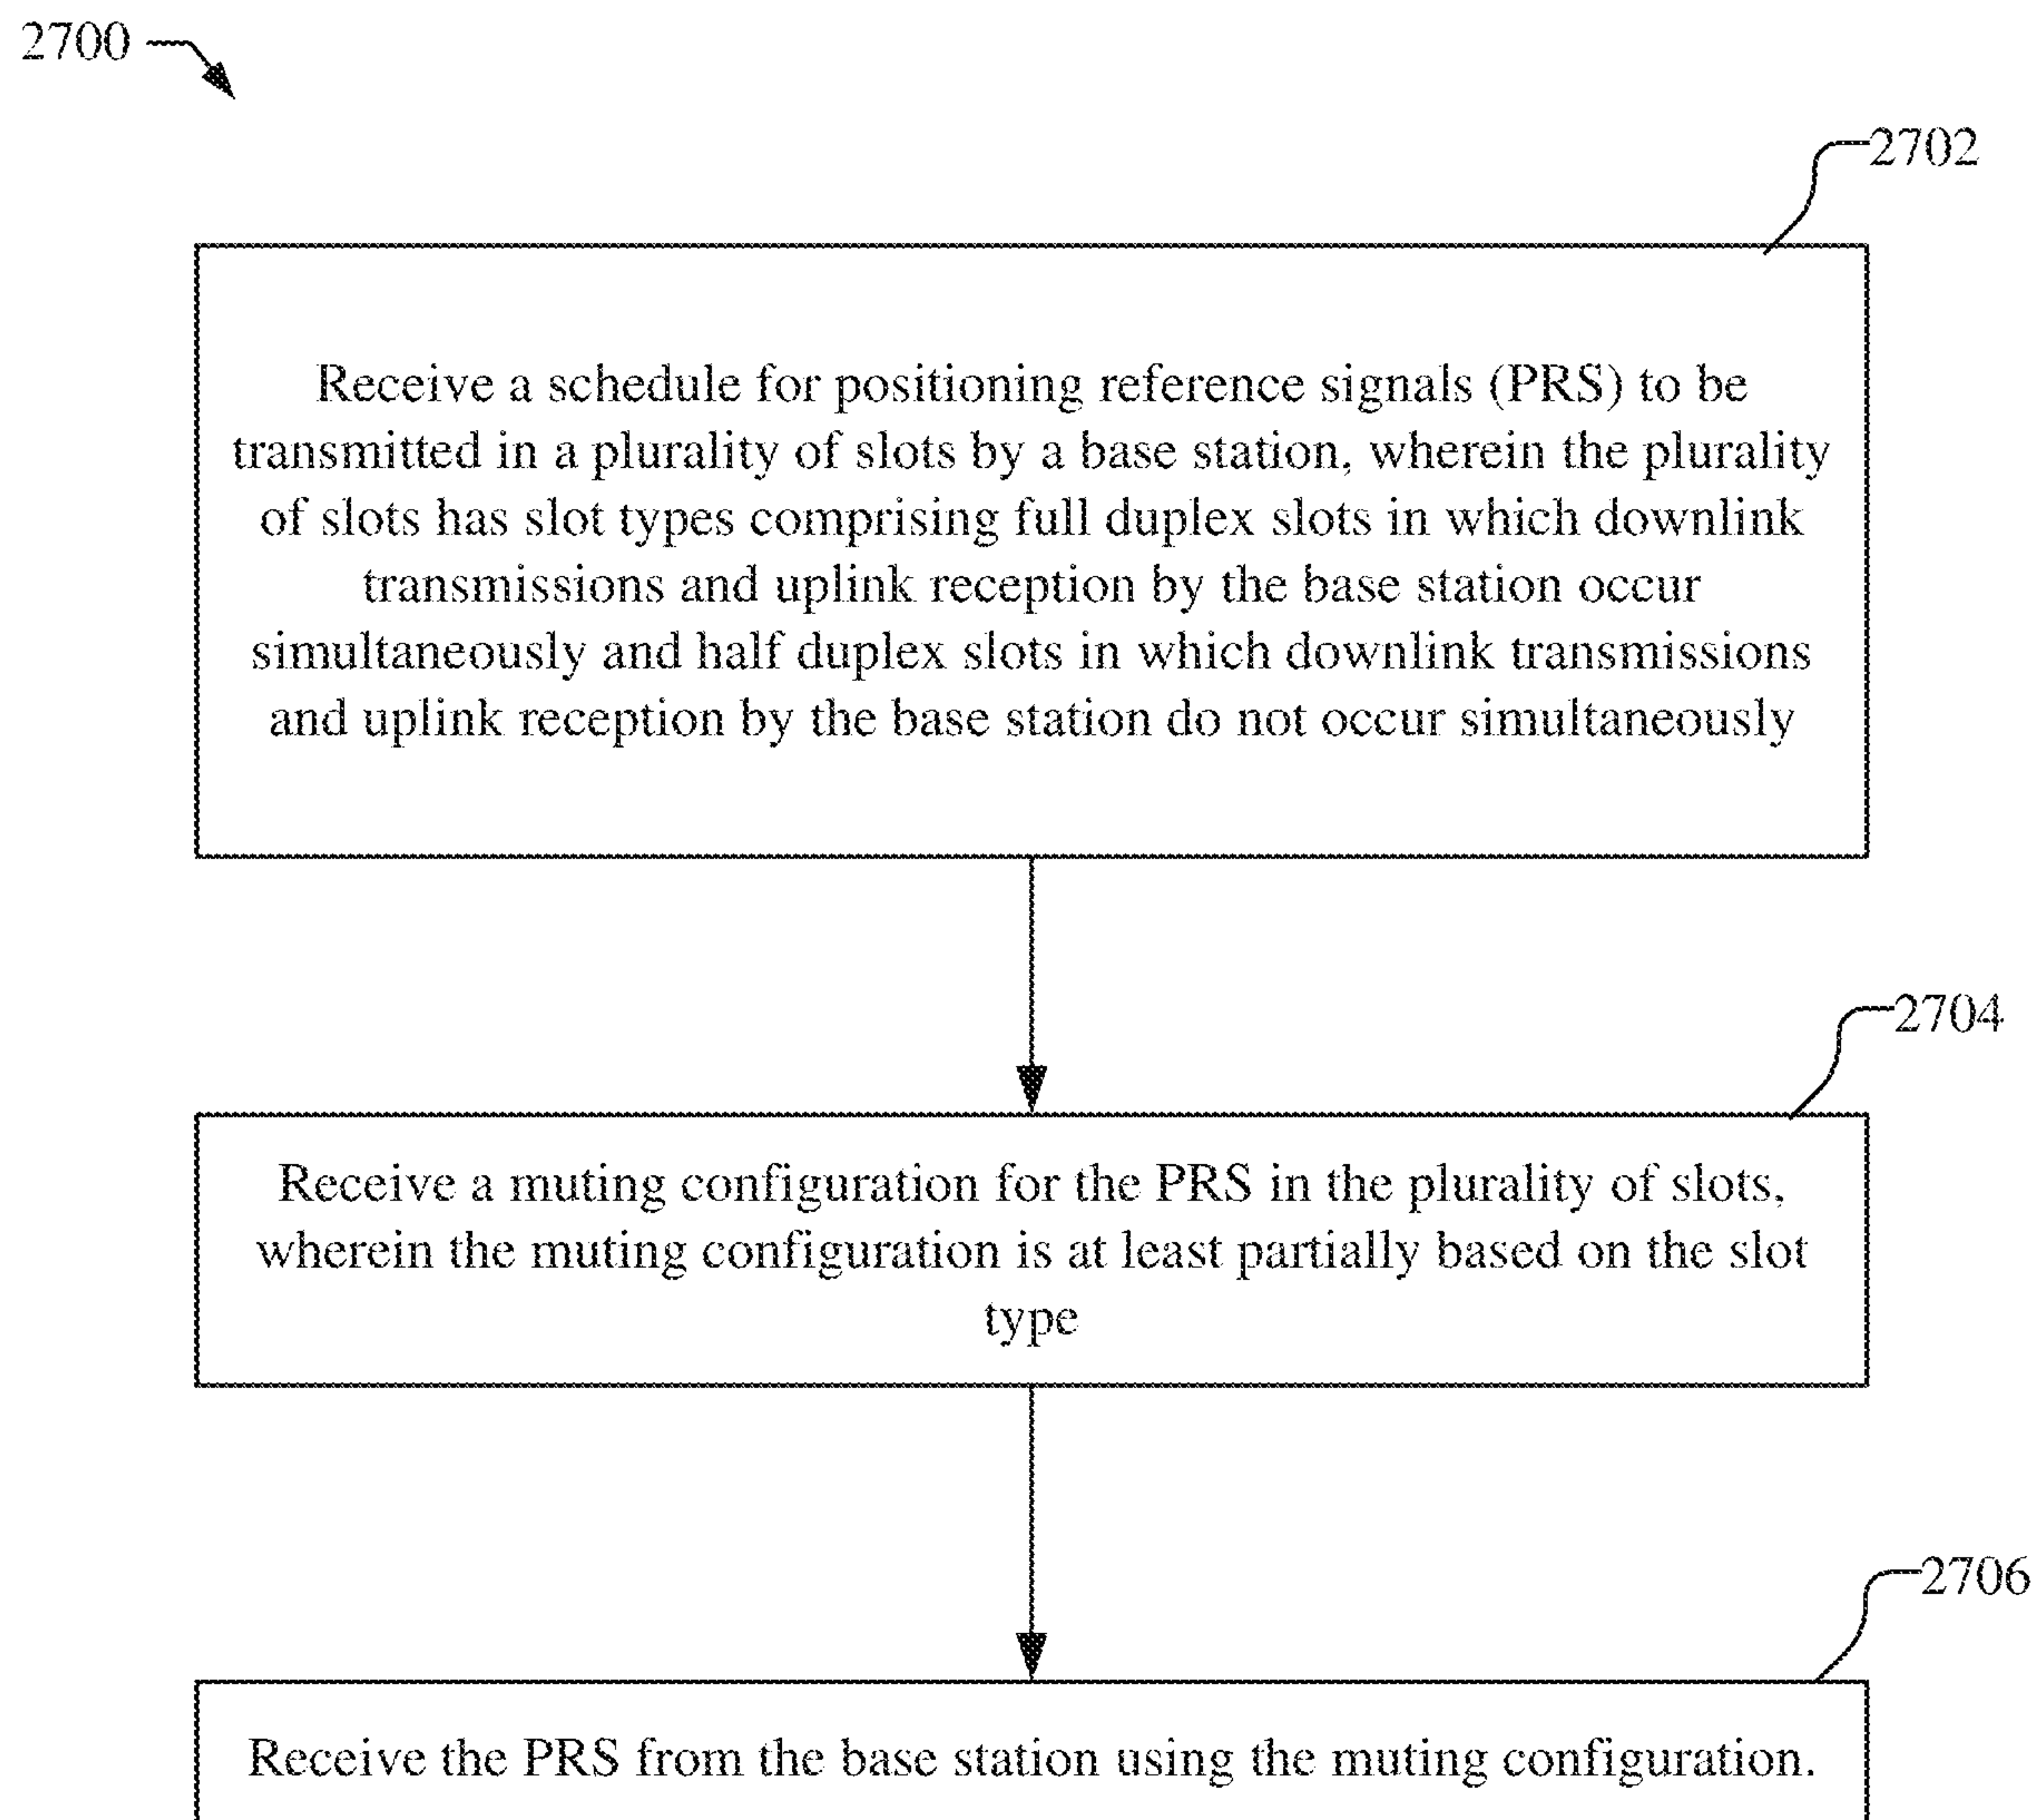 2700
2702
Receive a schedule for positioning reference signals (PRS) to be
transmitted in a plurality of slots by a base station, wherein the plurality
of slots has slot types comprising full duplex slots in which downlink
transmissions and uplink reception by the base station occur
simultaneously and half duplex slots in which downlink transmissions
and uplink reception by the base station do not occur simultaneously
2704
Receive a muting configuration for the PRS in the plurality of slots,
wherein the muting configuration is at least partially based on the slot
type
2706
Receive the PRS from the base station using the muting configuration.